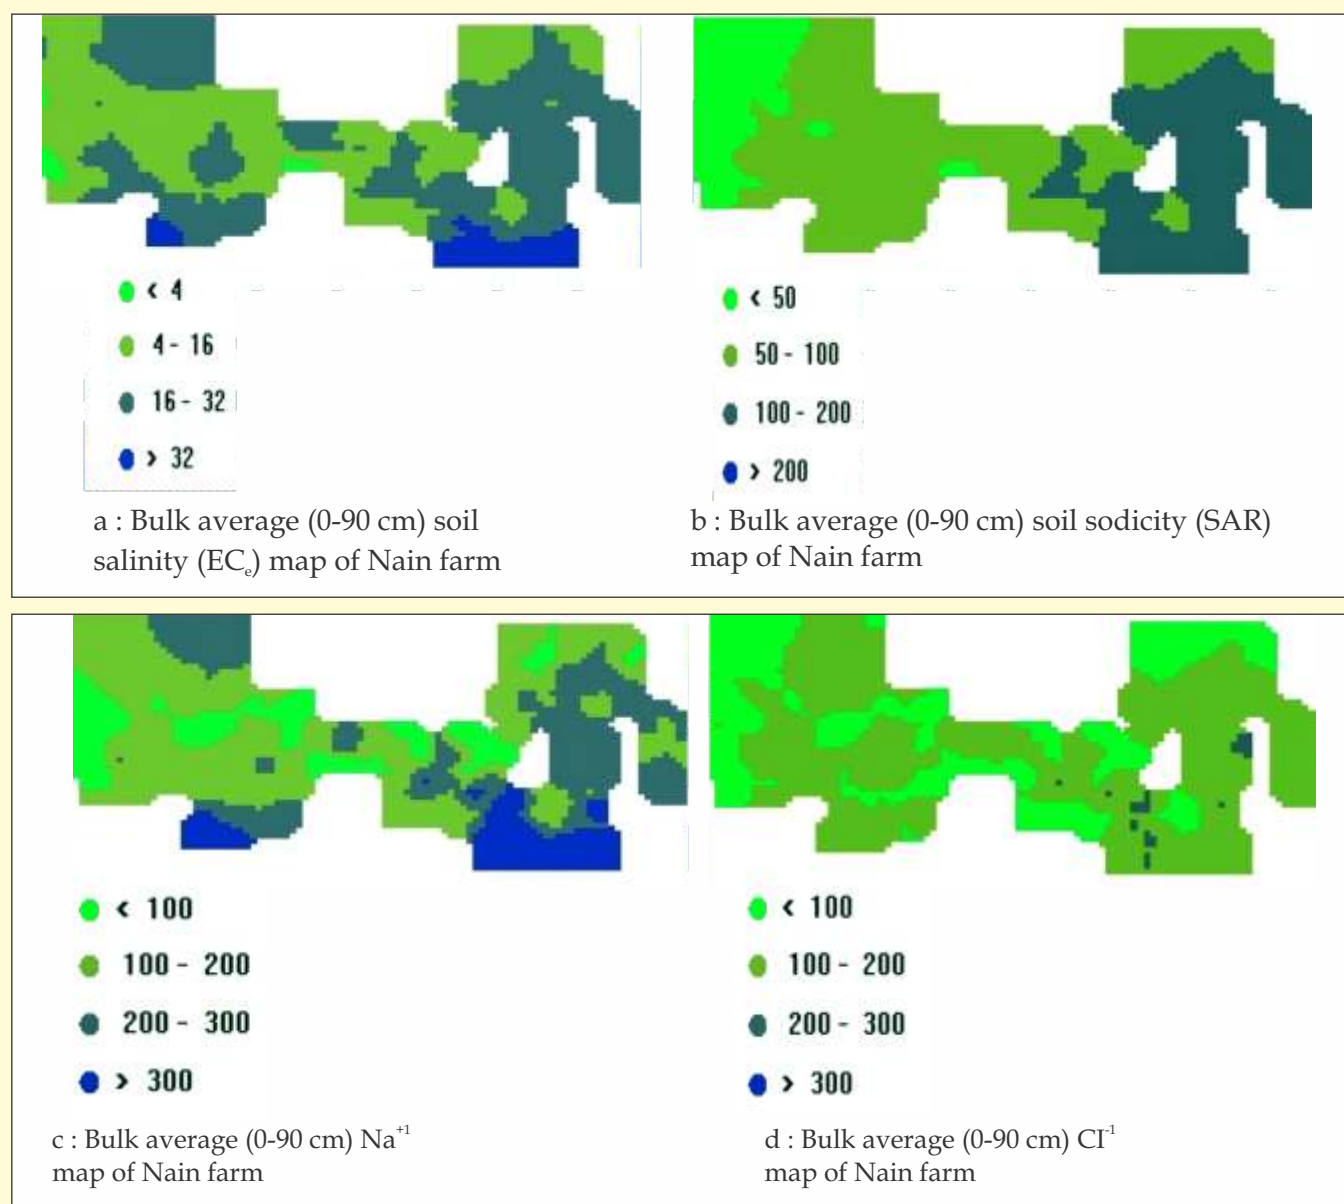 < 4
4 - 16
16 - 32
> 32
a : Bulk average (0-90 cm) soil
salinity (ECe) map of Nain farm
< 50
50 - 100
100 - 200
> 200
b : Bulk average (0-90 cm) soil sodicity (SAR)
map of Nain farm
< 100
100 - 200
200 - 300
> 300
c : Bulk average (0-90 cm) Na+1
map of Nain farm
< 100
100 - 200
200 - 300
> 300
d : Bulk average (0-90 cm) CI-1
map of Nain farm